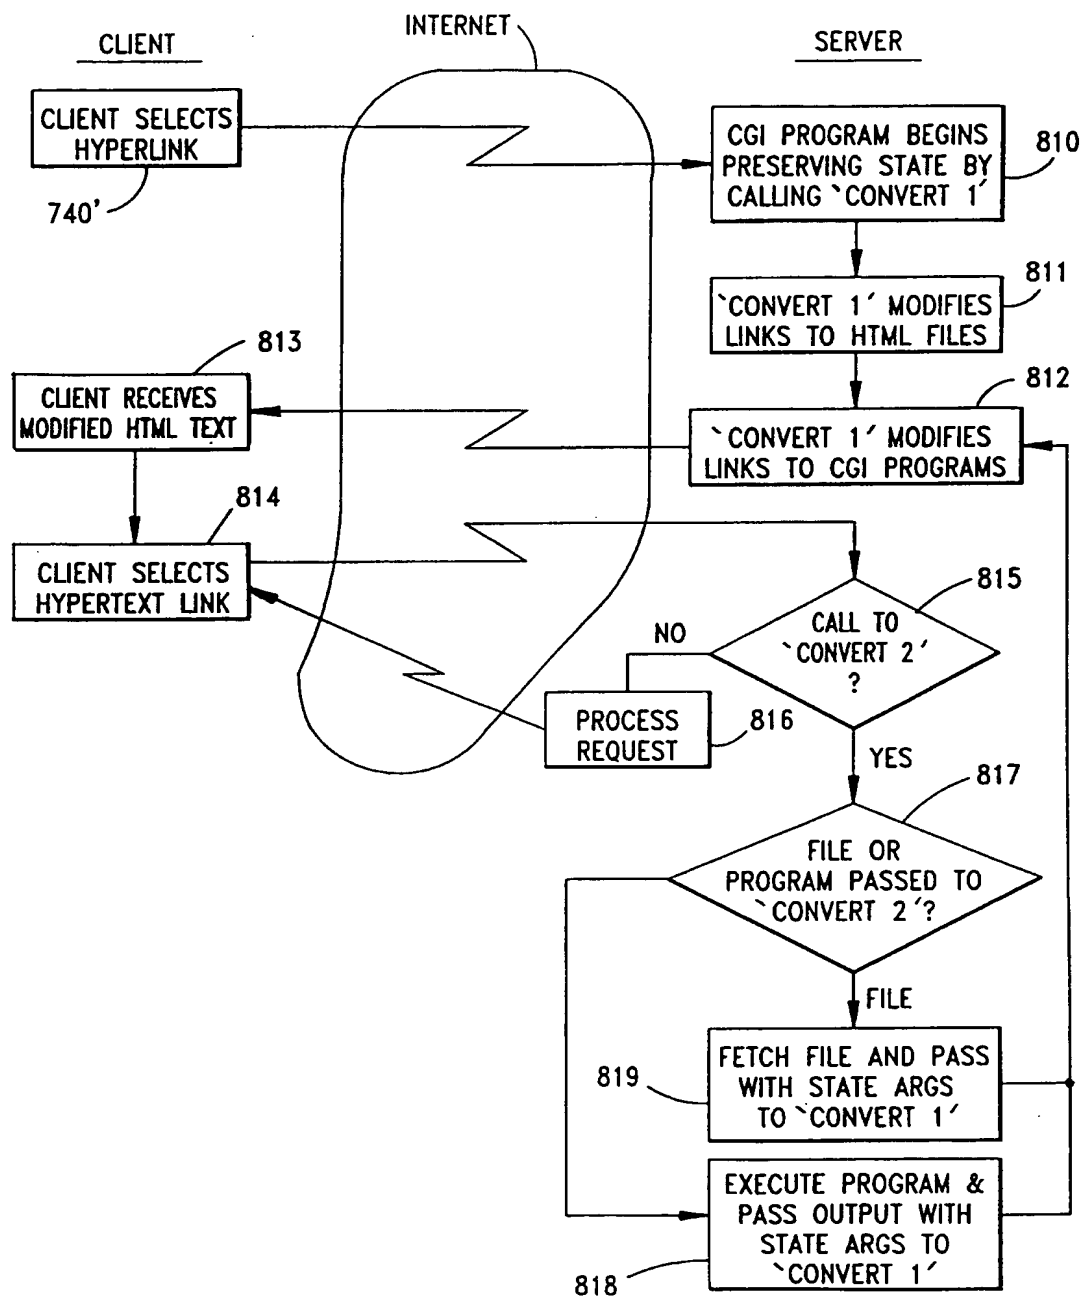 INTERNET
CLIENT
SERVER
CLIENT SELECTS
HYPERLINK
740'
CGI PROGRAM BEGINS
PRESERVING STATE BY
CALLING `CONVERT 1'
810
`CONVERT 1' MODIFIES
LINKS TO HTML FILES
811
813
CLIENT RECEIVES
MODIFIED HTML TEXT
812
`CONVERT 1' MODIFIES
LINKS TO CGI PROGRAMS
814
CLIENT SELECTS
HYPERTEXT LINK
815
CALL TO
`CONVERT 2'
?
NO
PROCESS
REQUEST
816
YES
817
FILE OR
PROGRAM PASSED TO
`CONVERT 2'?
FILE
FETCH FILE AND PASS
WITH STATE ARGS
TO `CONVERT 1'
819
EXECUTE PROGRAM &
PASS OUTPUT WITH
STATE ARGS TO
`CONVERT 1'
818